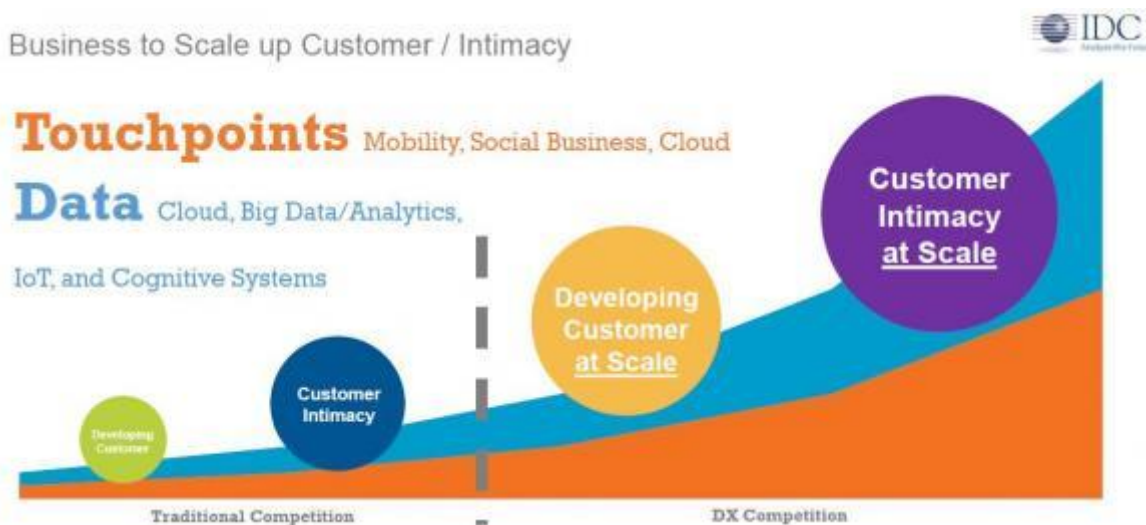 Business to Scale up Customer / Intimacy
IDC
Touchpoints Mobility, Social Business, Cloud
Data Cloud, Big Data/Analytics,
IoT, and Cognitive Systems
Customer
Intimacy
at Scale
Developing
Customer
at Scale
Customer
Intimacy
Developing
Customer
Traditional Competition
DX Competition